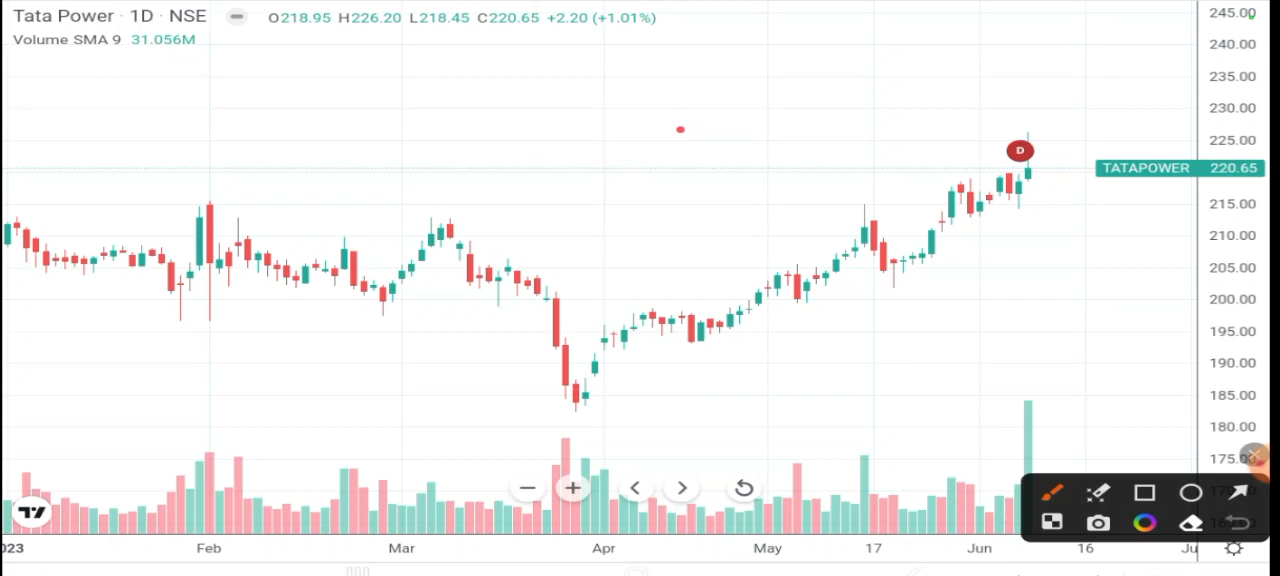 Tata Power · 1D · NSE O218.95 H226.20 L218.45 C220.65 +2.20 (+1.01%)
Volume SMA 9 31.056M
245.00
240.00
235.00
230.00
225.00
D
TATAPOWER 220.65
215.00
210.00
205.00
200.00
195.00
190.00
185.00
180.00
175.00
023 Feb Mar Apr May 17 Jun 16 Ju